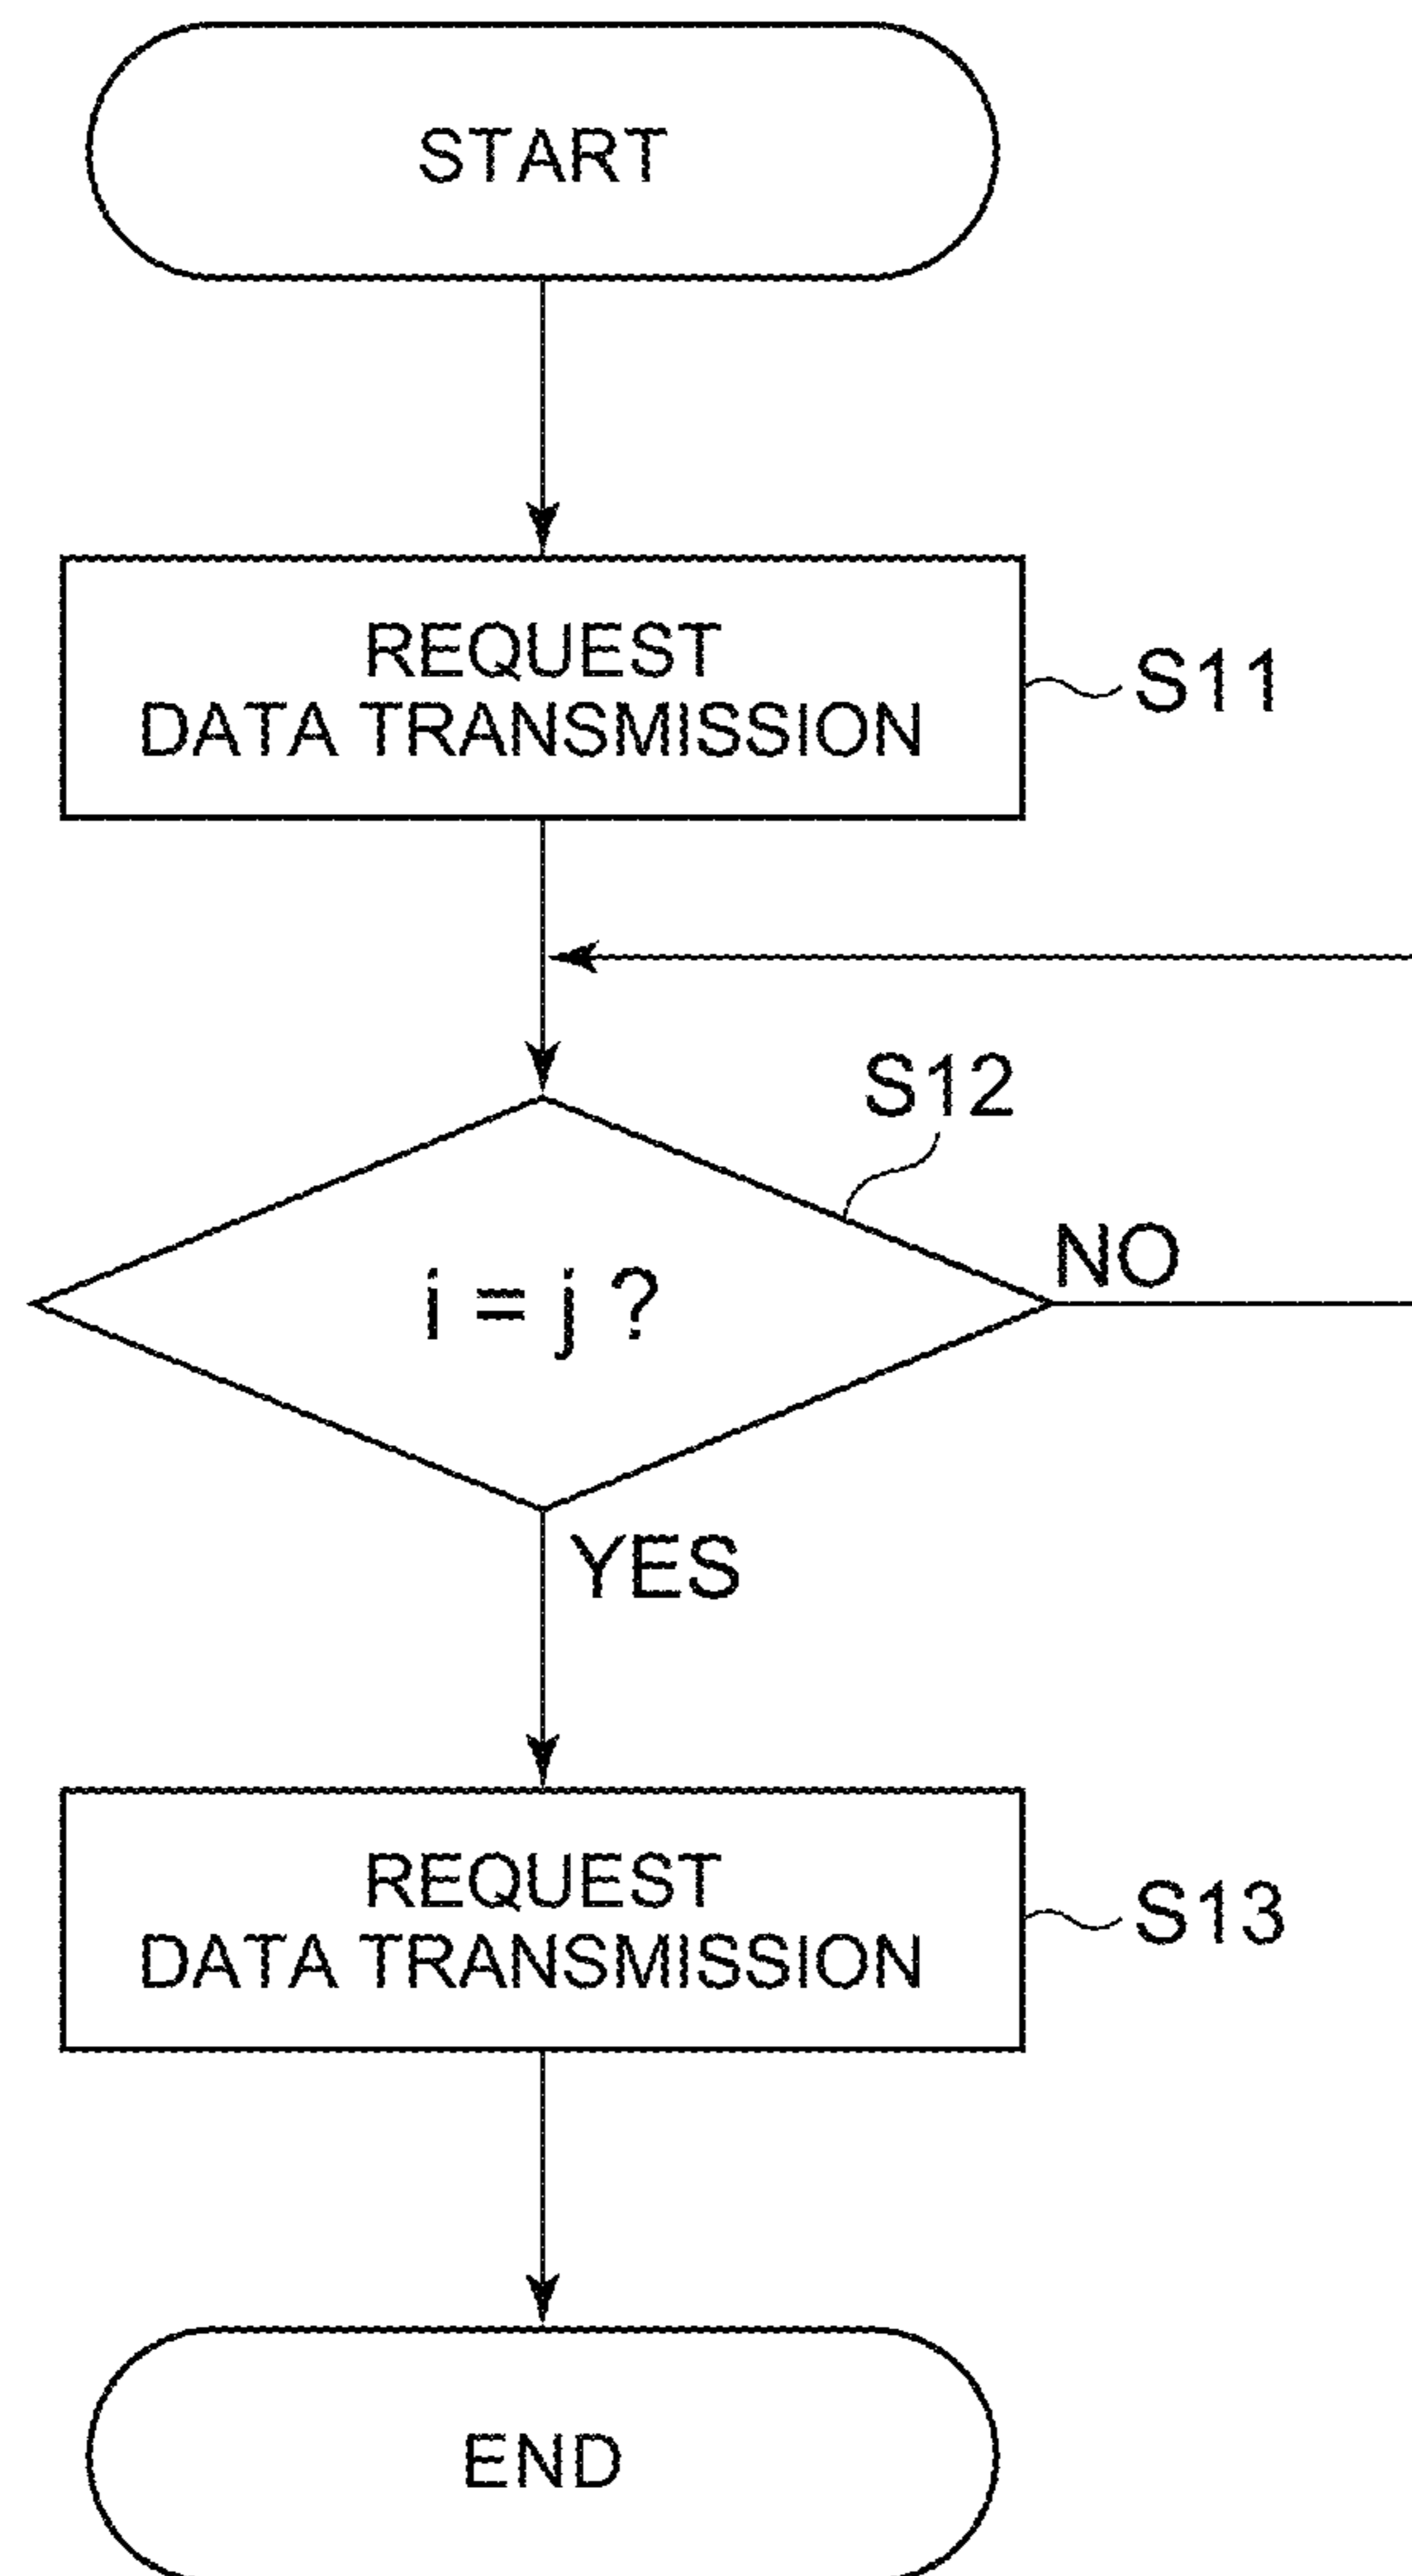 START
REQUEST
DATA TRANSMISSION
S11
S12
i = j ?
NO
YES
REQUEST
DATA TRANSMISSION
S13
END